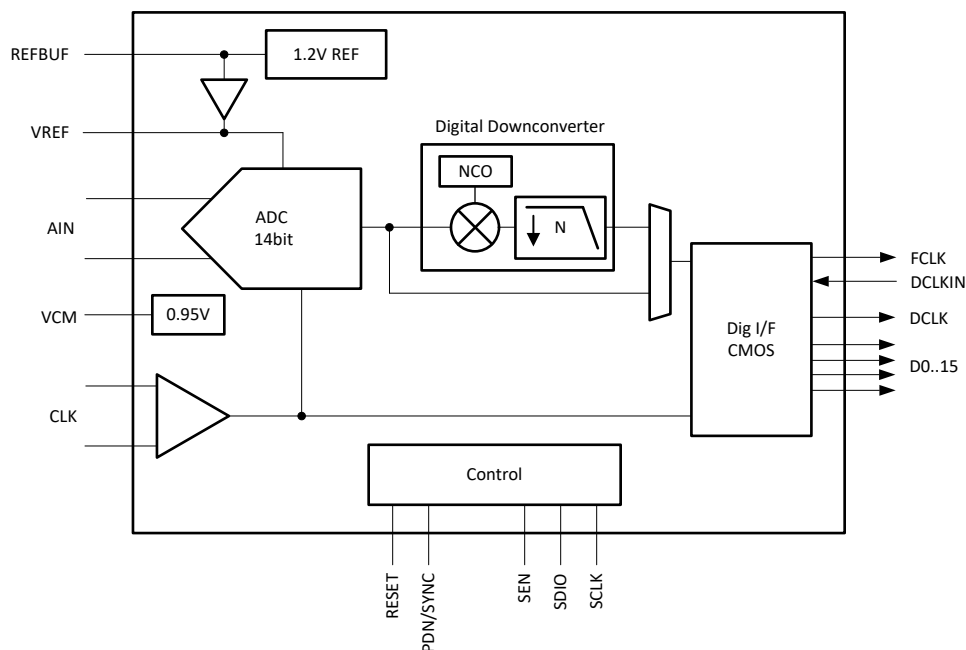 REFBUF
1.2V REF
VREF
Digital Downconverter
NCO
ADC
14bit
N
AIN
FCLK
DCLKIN
VCM
0.95V
Dig I/F
CMOS
DCLK
D0..15
CLK
Control
RESET
PDN/SYNC
SEN
SDIO
SCLK